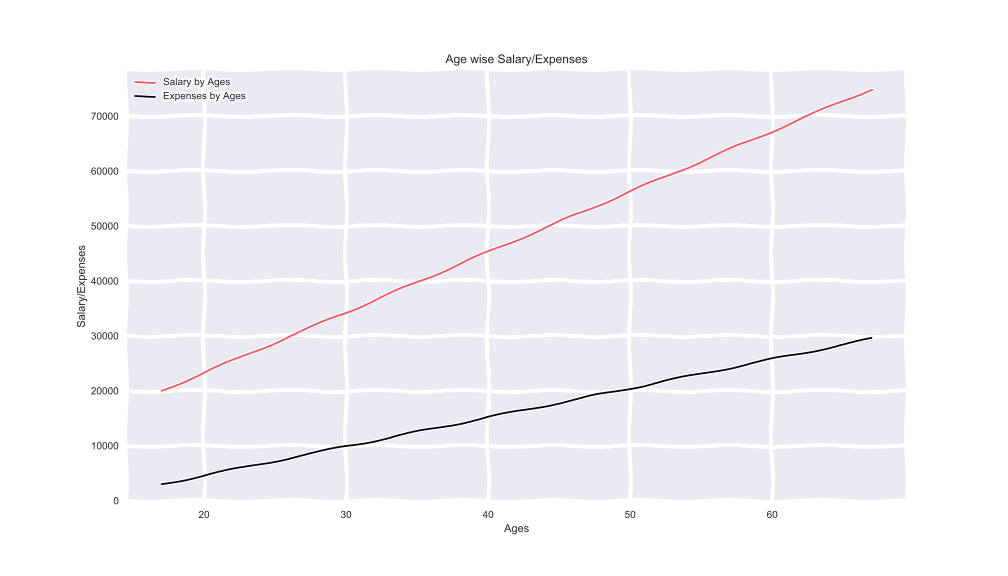 Age wise Salary/Expenses
Salary by Ages
Expenses by Ages
70000
60000
50000
40000
30000
20000
10000
0
Salary/Expenses
20 30 40 50 60
Ages